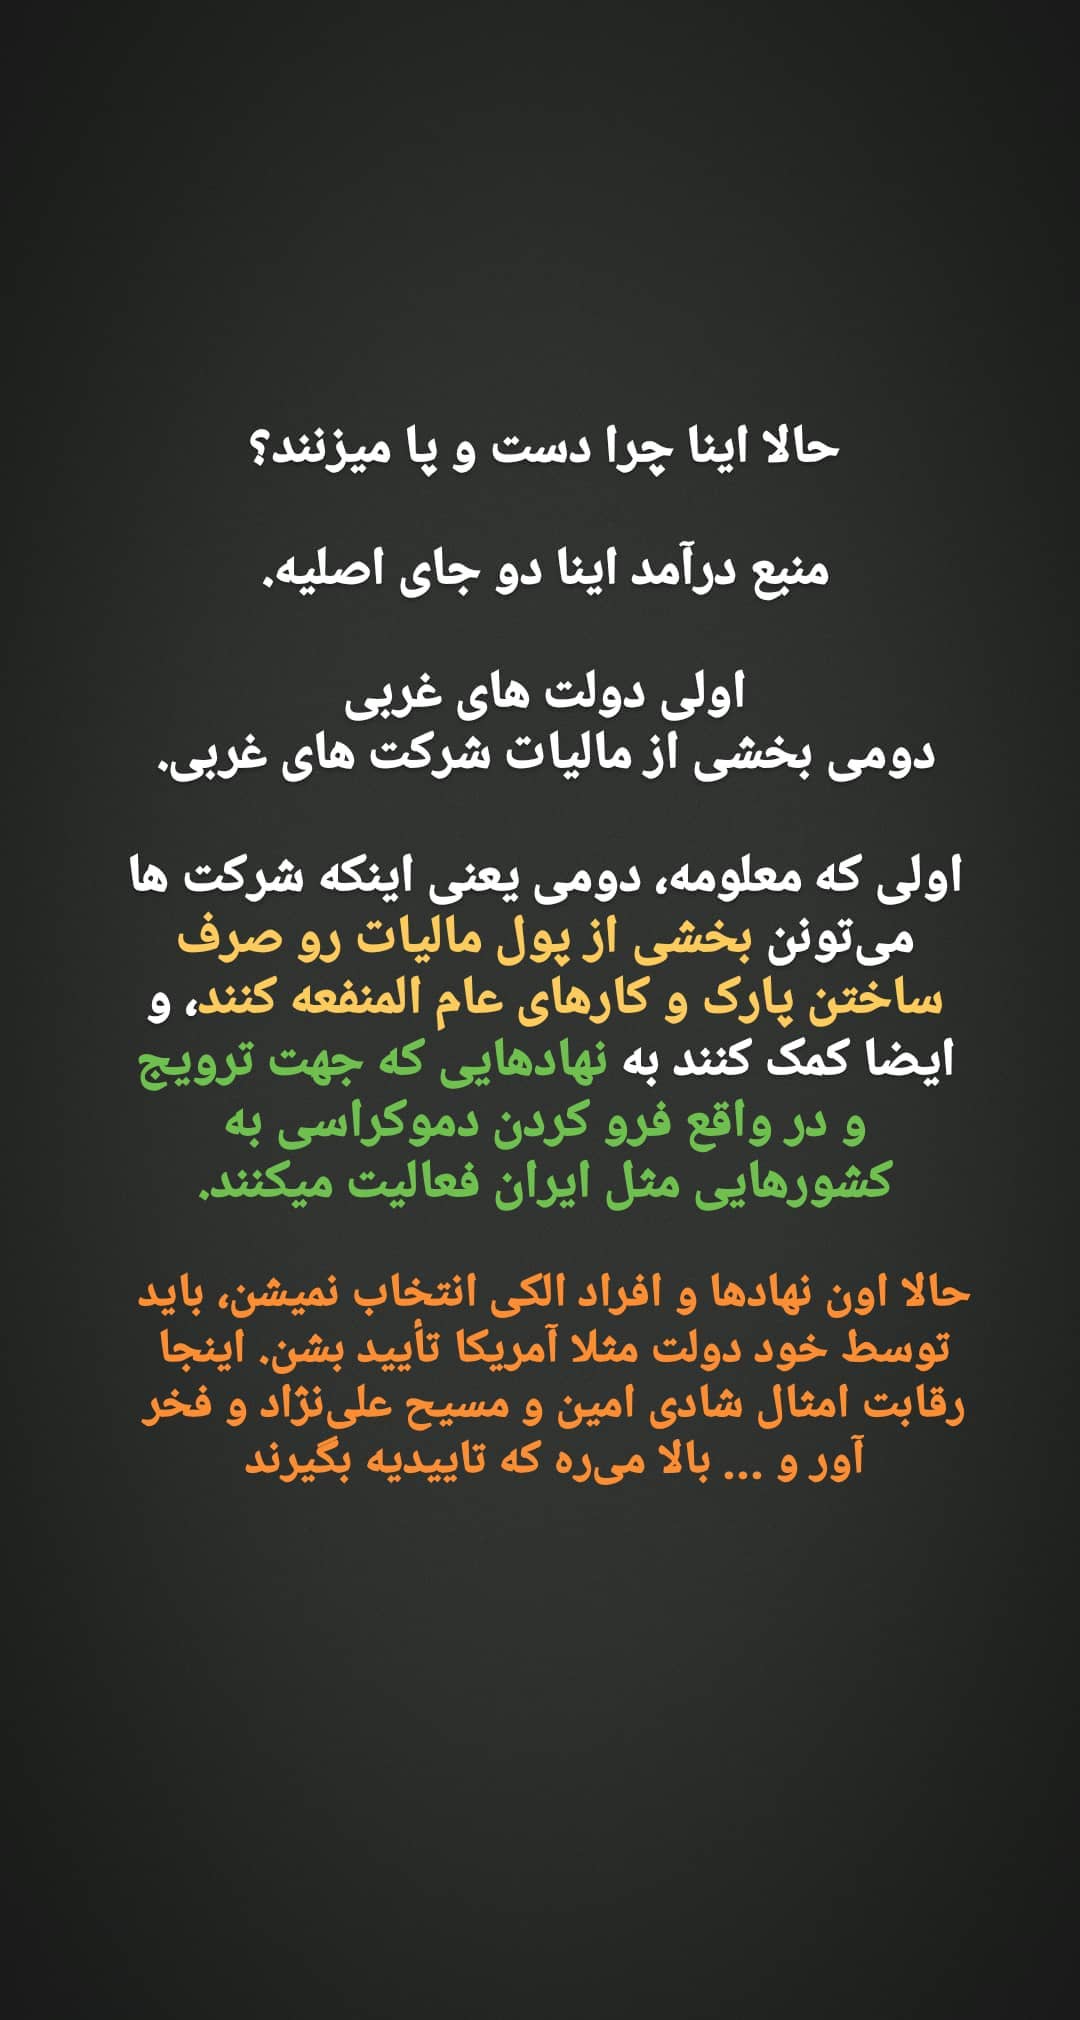 حالا اینا چرا دست و پا میزنند؟
منبع درآمد اینا دو جای اصلیه.
اولی دولت های غربی
دومی بخشی از مالیات شرکت های غربی.
اولی که معلومه، دومی یعنی اینکه شرکت ها
می‌تونن بخشی از پول مالیات رو صرف
ساختن پارک و کارهای عام المنفعه کنند، و
ایضا کمک کنند به نهادهایی که جهت ترویج
و در واقع فرو کردن دموکراسی به
کشورهایی مثل ایران فعالیت میکنند.
حالا اون نهادها و افراد الکی انتخاب نمیشن، باید
توسط خود دولت مثلا آمریکا تأیید بشن. اینجا
رقابت امثال شادی امین و مسیح علی‌نژاد و فخر
آور و ... بالا می‌ره که تاییدیه بگیرند